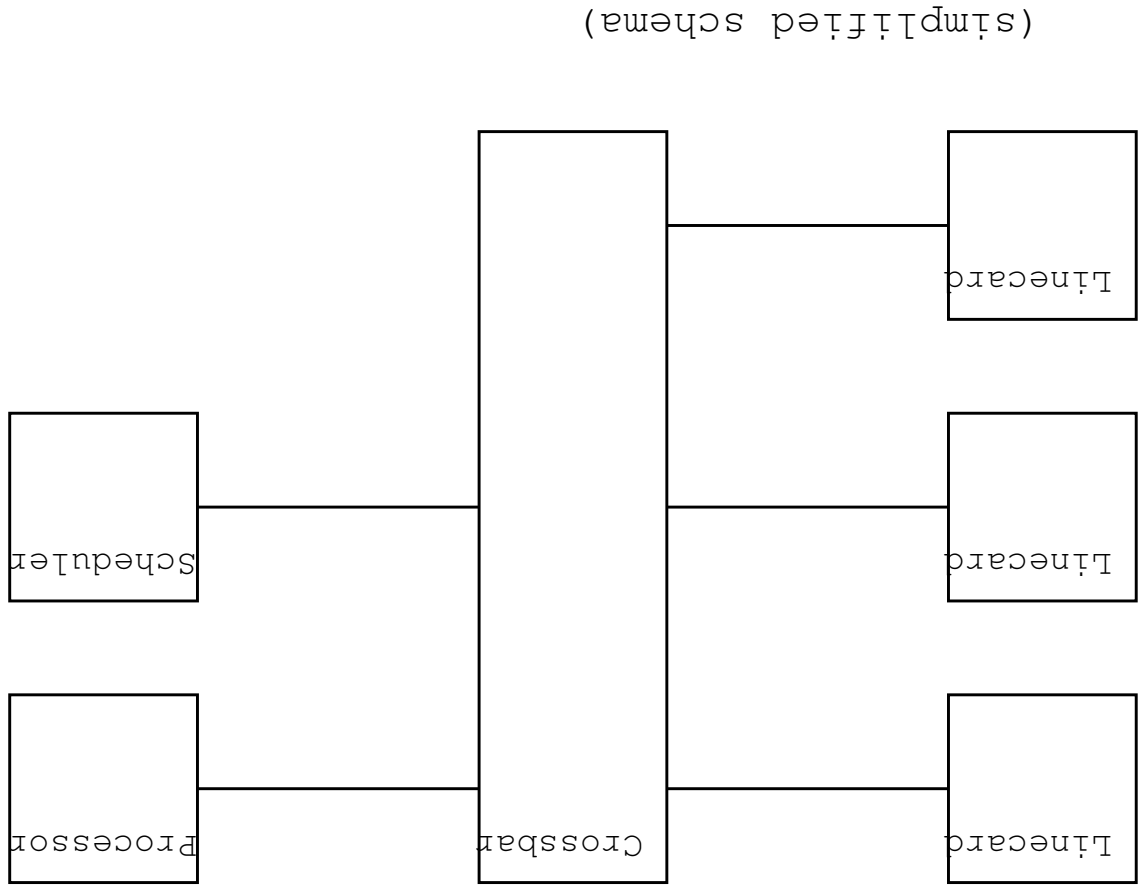 Linecard
Crossbar
Processor
Linecard
Scheduler
Linecard
(simplified schema)